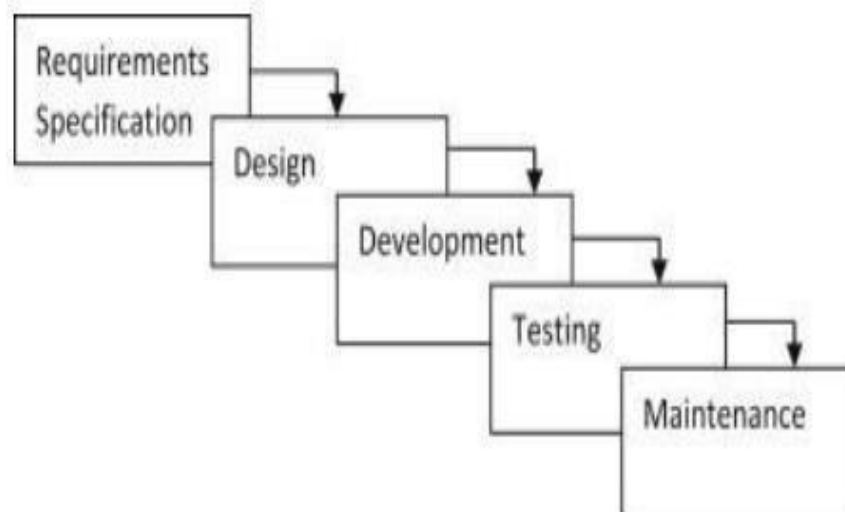 Requirements
Specification
Design
Development
Testing
Maintenance